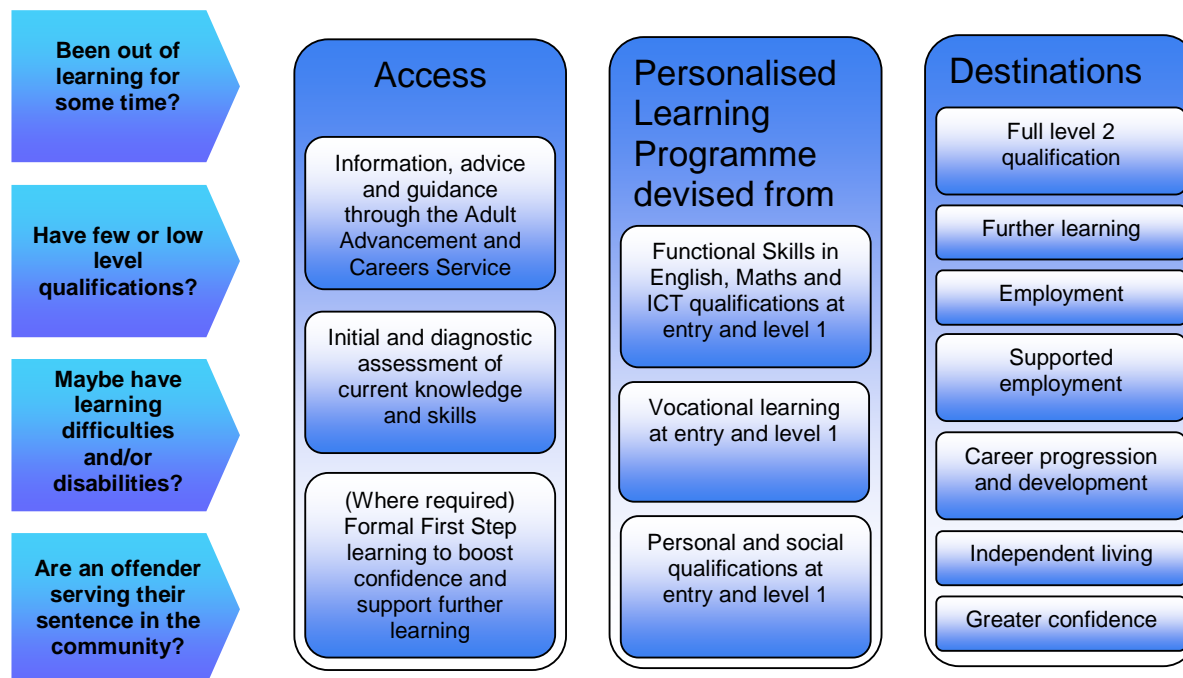 Been out of
learning for
some time?
Have few or low
level
qualifications?
Maybe have
learning
difficulties
and/or
disabilities?
Are an offender
serving their
sentence in the
community?
Access
Information, advice
and guidance
through the Adult
Advancement and
Careers Service
Initial and diagnostic
assessment of
current knowledge
and skills
(Where required)
Formal First Step
learning to boost
confidence and
support further
learning
Personalised
Learning
Programme
devised from
Functional Skills in
English, Maths and
ICT qualifications at
entry and level 1
Vocational learning
at entry and level 1
Personal and social
qualifications at
entry and level 1
Destinations
Full level 2
qualification
Further learning
Employment
Supported
employment
Career progression
and development
Independent living
Greater confidence